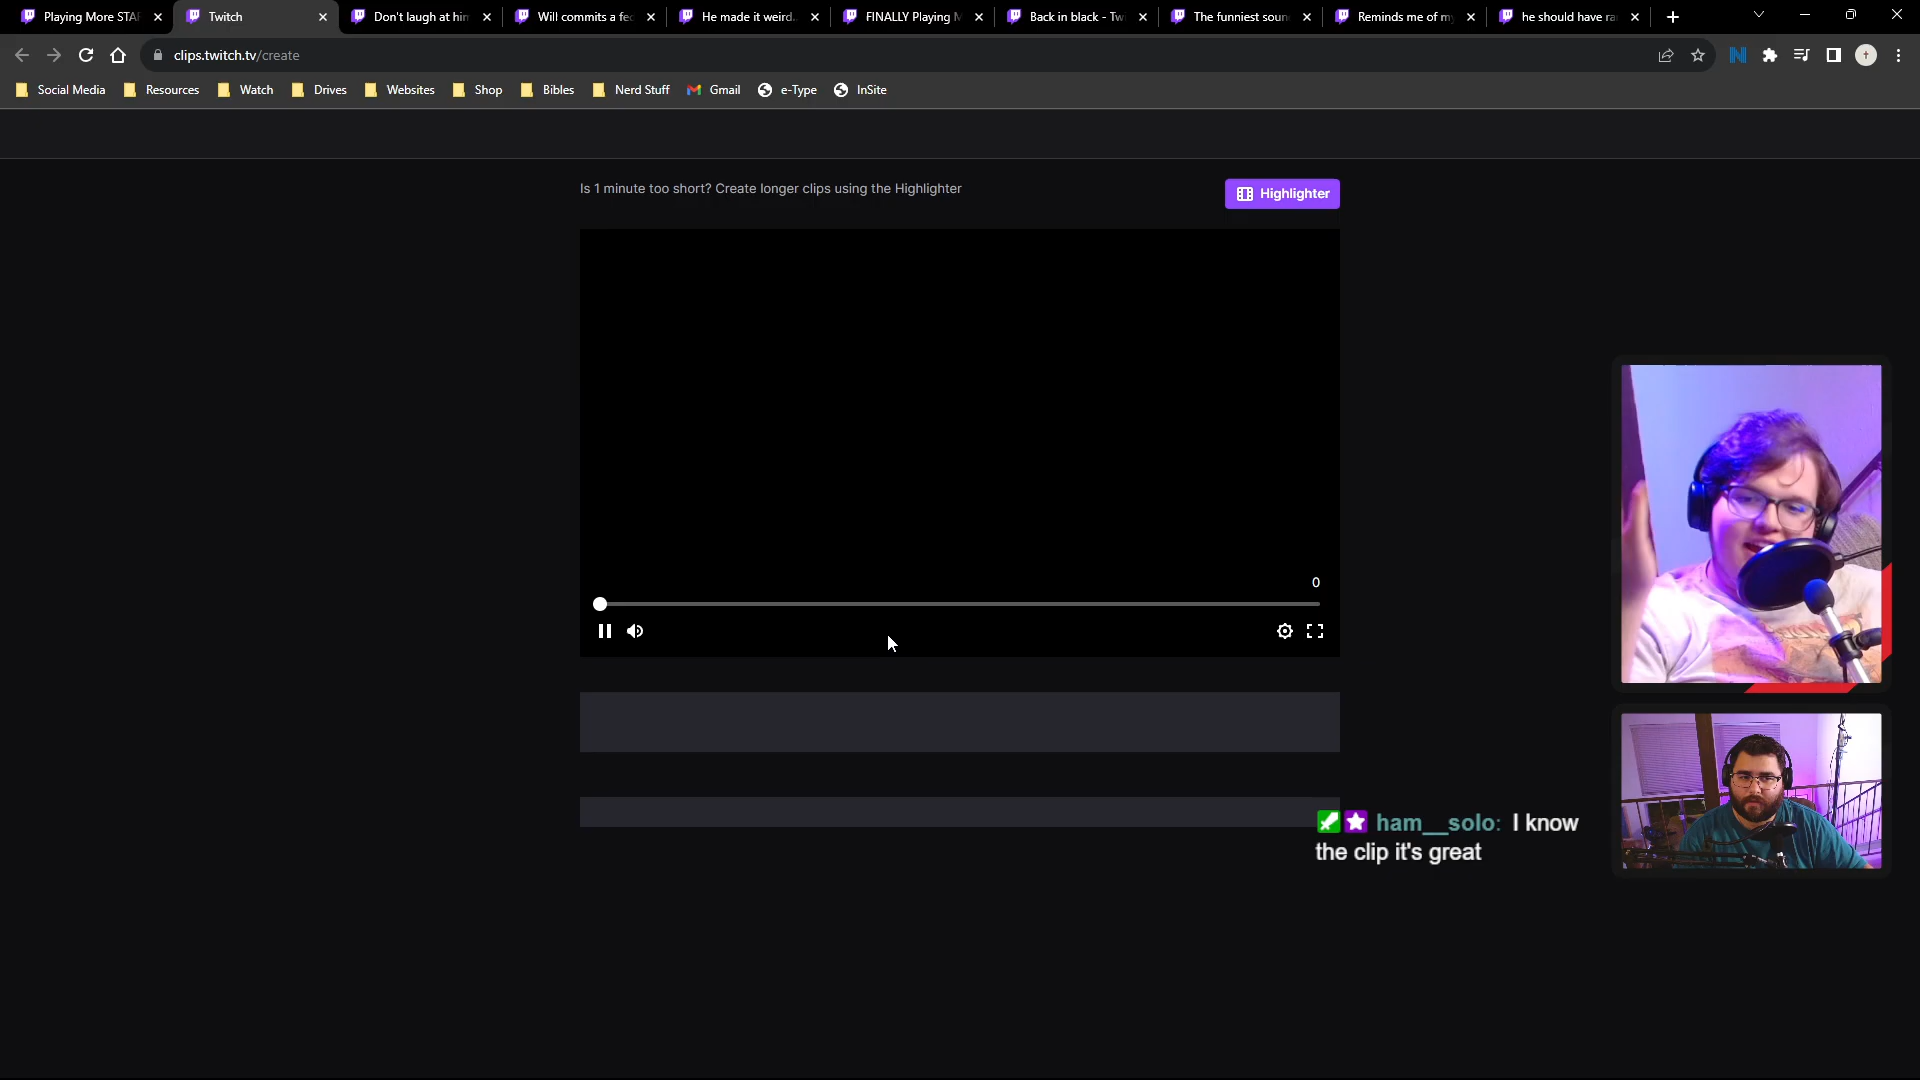 Playing More STA
Twitch
Don't laugh at him
Will commits a fe
He made it weird.
FINALLY Playing M
Back in black - Tw
The funniest soun
Reminds me of my
he should have ra
clips.twitch.tv/create
Social Media
Resources
Watch
Drives
Websites
Shop
Bibles
Nerd Stuff
Gmail
e-Type
InSite
Is 1 minute too short? Create longer clips using the Highlighter
Highlighter
0
ham__solo: I know
the clip it's great